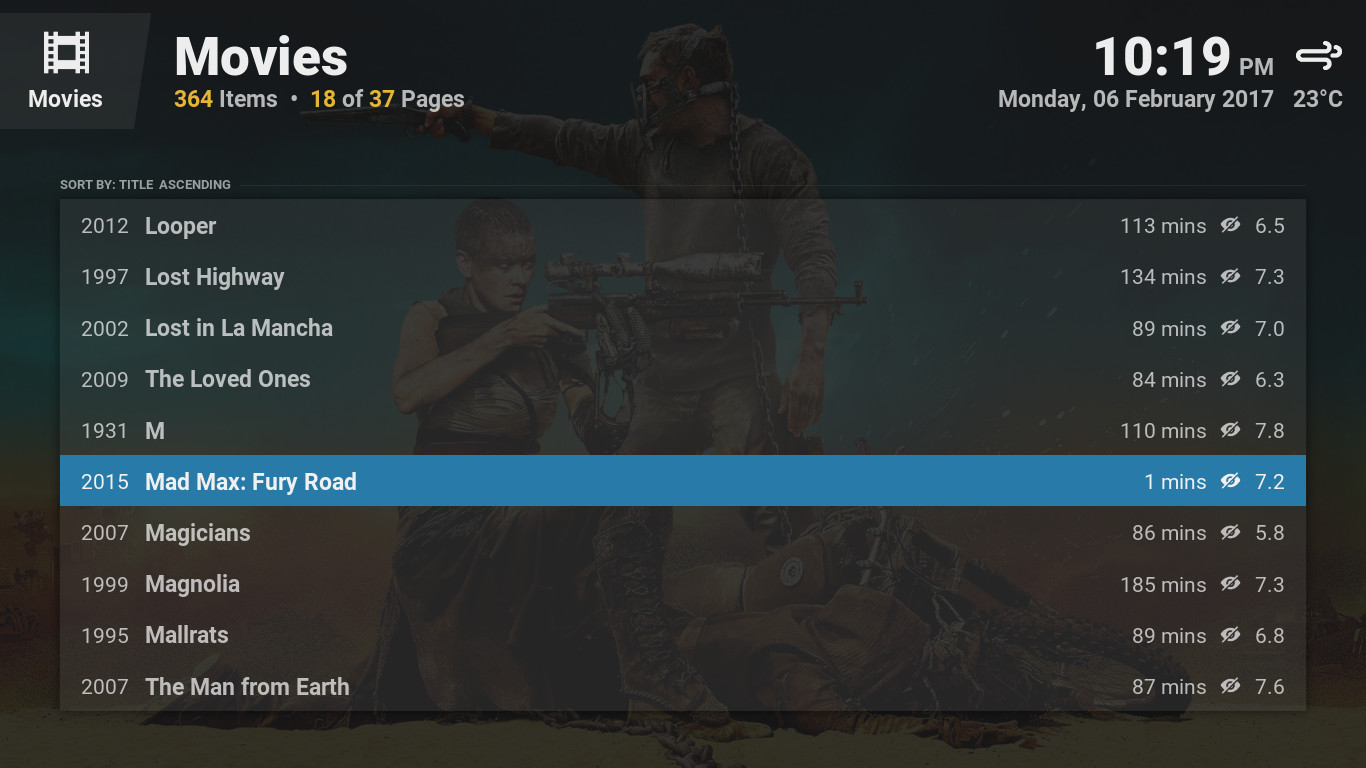 Movies
Movies
364 Items • 18 of 37 Pages
10:19 PM
Monday, 06 February 2017 23°C
SORT BY: TITLE ASCENDING
2012 Looper 113 mins 6.5
1997 Lost Highway 134 mins 7.3
2002 Lost in La Mancha 89 mins 7.0
2009 The Loved Ones 84 mins 6.3
1931 M 110 mins 7.8
2015 Mad Max: Fury Road 1 mins 7.2
2007 Magicians 86 mins 5.8
1999 Magnolia 185 mins 7.3
1995 Mallrats 89 mins 6.8
2007 The Man from Earth 87 mins 7.6